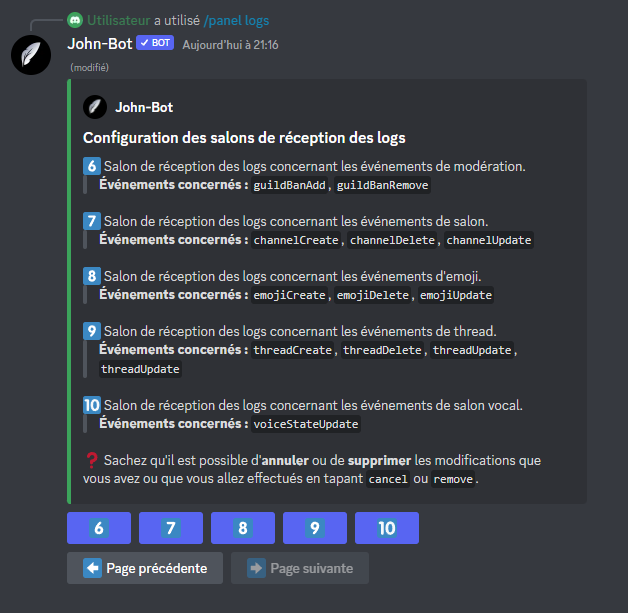 Utilisateur a utilisé /panel logs
John-Bot ✓ BOT Aujourd'hui à 21:16
(modifié)
John-Bot
Configuration des salons de réception des logs
6 Salon de réception des logs concernant les événements de modération.
Événements concernés : guildBanAdd, guildBanRemove
7 Salon de réception des logs concernant les événements de salon.
Événements concernés : channelCreate, channelDelete, channelUpdate
8 Salon de réception des logs concernant les événements d'emoji.
Événements concernés : emojiCreate, emojiDelete, emojiUpdate
9 Salon de réception des logs concernant les événements de thread.
Événements concernés : threadCreate, threadDelete, threadUpdate,
threadUpdate
10 Salon de réception des logs concernant les événements de salon vocal.
Événements concernés : voiceStateUpdate
❓ Sachez qu'il est possible d'annuler ou de supprimer les modifications que
vous avez ou que vous allez effectués en tapant cancel ou remove.
6 7 8 9 10
⬅ Page précédente ➡ Page suivante